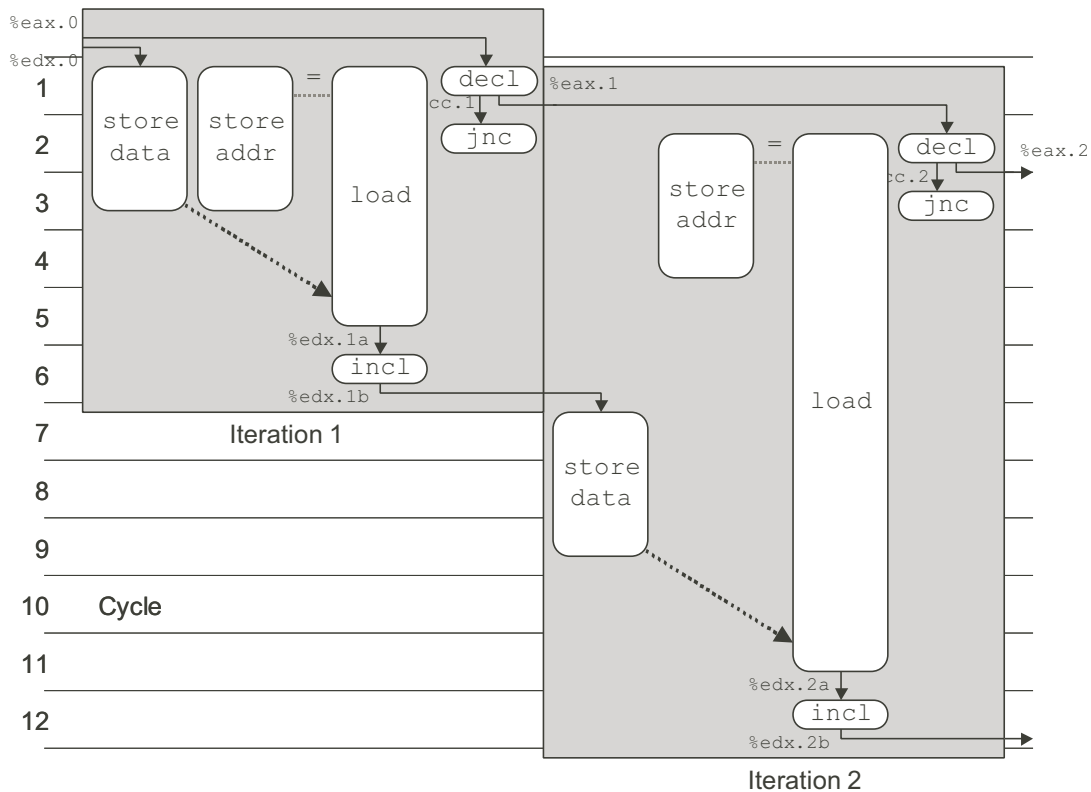 %eax.0
%edx.0
1
2
3
4
5
6
7
8
9
10
11
12
Cycle
store
data
store
addr
=
load
decl
cc.1
jnc
%eax.1
%edx.1a
incl
%edx.1b
Iteration 1
store
addr
=
load
decl
cc.2
jnc
%eax.2
store
data
%edx.2a
incl
%edx.2b
Iteration 2